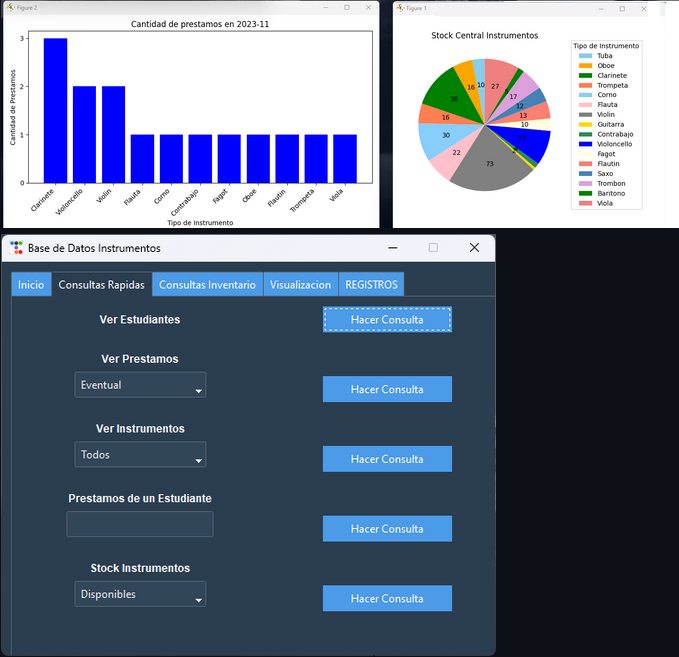 Figure 2
Cantidad de prestamos en 2023-11
Cantidad de Prestamos
3
2
1
0
Clarinete
Violoncello
Violin
Flauta
Corno
Contrabajo
Fagot
Oboe
Flautin
Trompeta
Viola
Tipo de Instrumento
Figure 1
Stock Central Instrumentos
10
16
38
16
30
22
73
10
13
12
17
27
Tipo de Instrumento
Tuba
Oboe
Clarinete
Trompeta
Corno
Flauta
Violin
Guitarra
Contrabajo
Violoncello
Fagot
Flautin
Saxo
Trombon
Baritono
Viola
Base de Datos Instrumentos
Inicio Consultas Rapidas Consultas Inventario Visualizacion REGISTROS
Ver Estudiantes Hacer Consulta
Ver Prestamos
Eventual Hacer Consulta
Ver Instrumentos
Todos Hacer Consulta
Prestamos de un Estudiante
Hacer Consulta
Stock Instrumentos
Disponibles Hacer Consulta